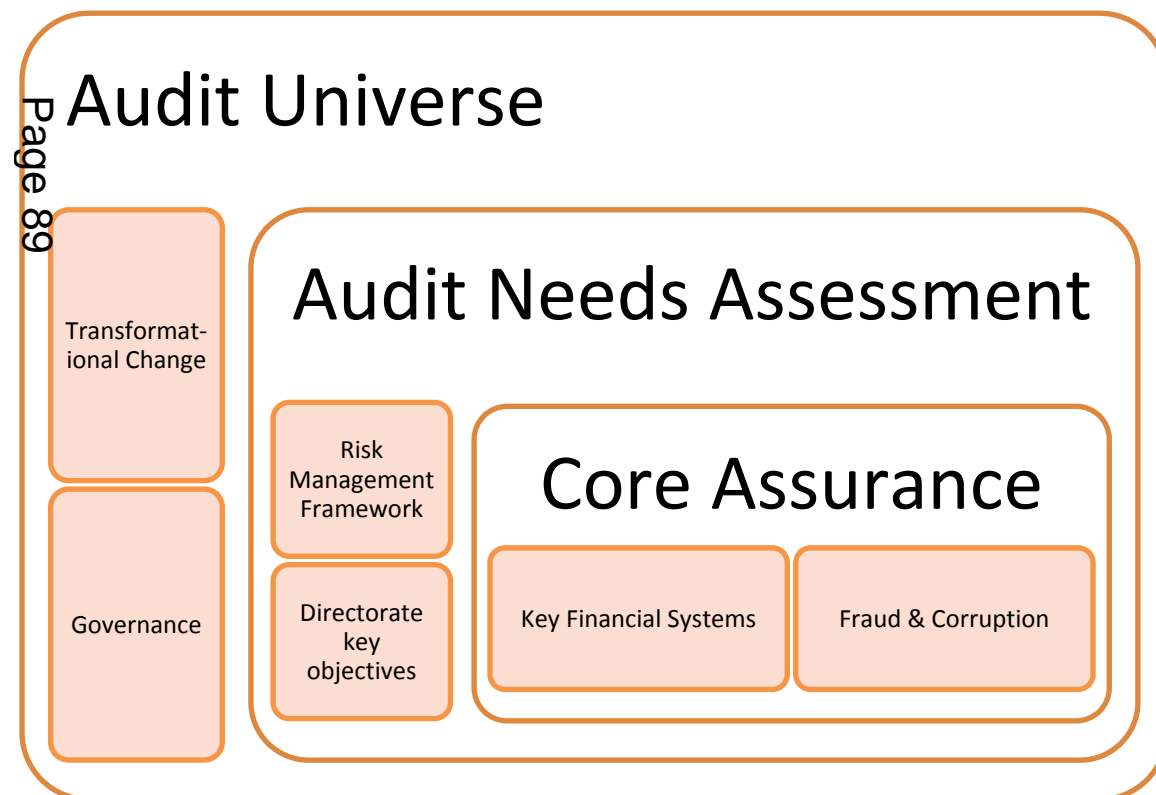 Page 89
Audit Universe
Transformat-
ional Change
Governance
Audit Needs Assessment
Risk
Management
Framework
Directorate
key
objectives
Core Assurance
Key Financial Systems
Fraud & Corruption